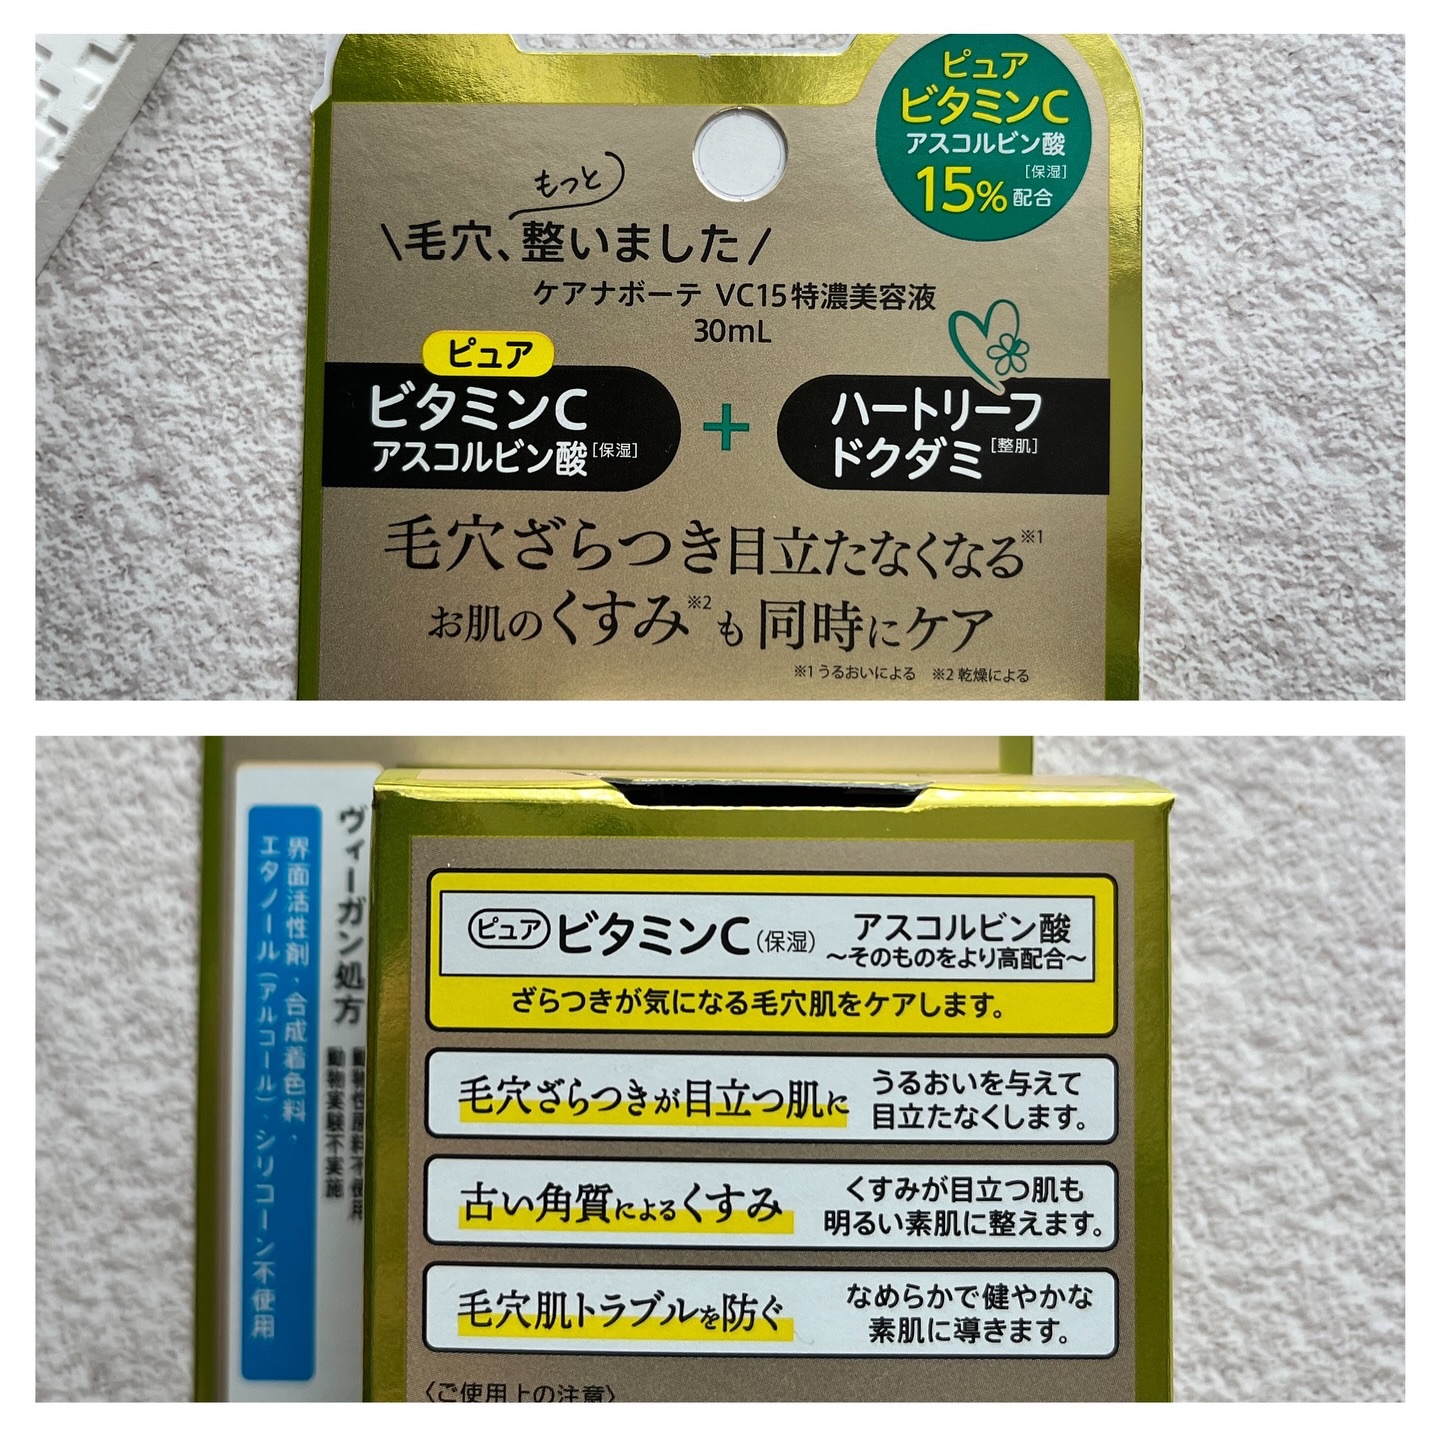 ピュア
ビタミンC
アスコルビン酸
[保湿]
15%配合
もっと
\毛穴、整いました/
ケアナボーテ VC15特濃美容液
30mL
ピュア
ビタミンC
アスコルビン酸[保湿]
+
ハートリーフ
ドクダミ[整肌]
毛穴ざらつき目立たなくなる※1
お肌のくすみ※2も同時にケア
※1 うるおいによる ※2 乾燥による
ヴィーガン処方
動物性原料不使用
動物実験不実施
界面活性剤・合成着色料・
エタノール(アルコール)・シリコーン不使用
ピュア ビタミンC(保湿) アスコルビン酸
〜そのものをより高配合〜
ざらつきが気になる毛穴肌をケアします。
毛穴ざらつきが目立つ肌に
うるおいを与えて
目立たなくします。
古い角質によるくすみ
くすみが目立つ肌も
明るい素肌に整えます。
毛穴肌トラブルを防ぐ
なめらかで健やかな
素肌に導きます。
〈ご使用上の注意〉